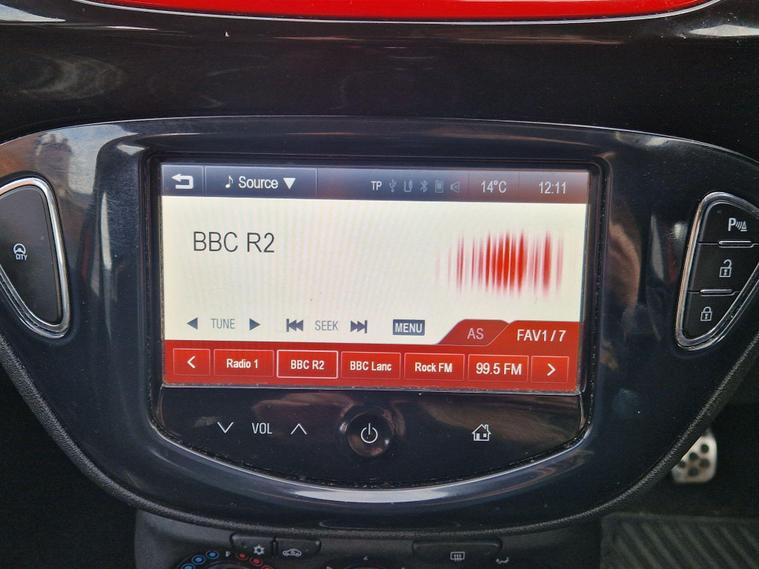 Source TP 14°C 12:11
BBC R2
TUNE SEEK MENU AS FAV1/7
Radio 1 BBC R2 BBC Lanc Rock FM 99.5 FM
VOL
CITY
P